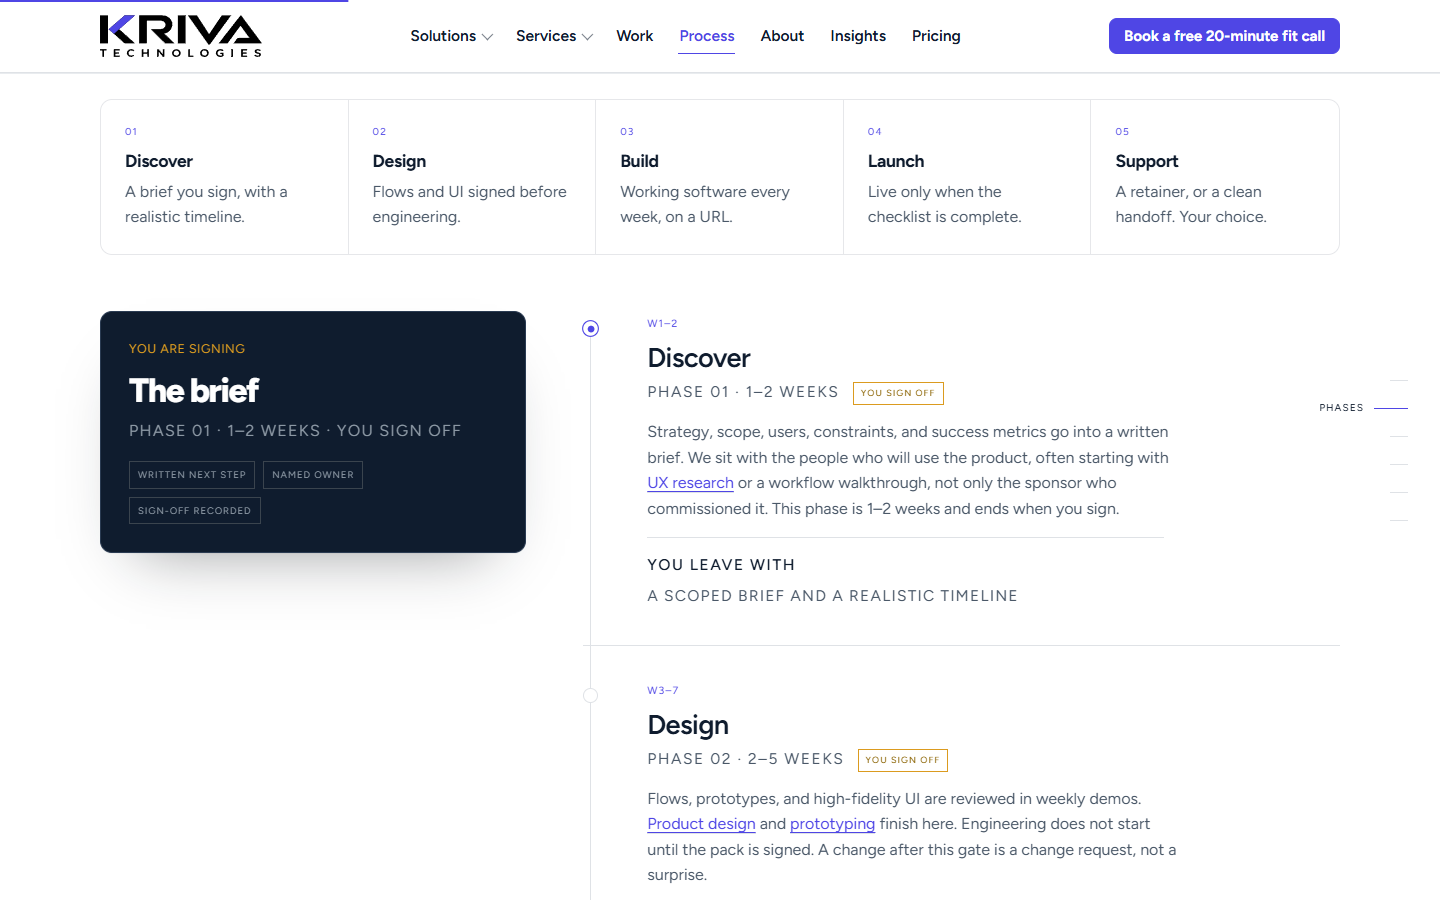 KRIVA
TECHNOLOGIES
Solutions
Services
Work
Process
About
Insights
Pricing
Book a free 20-minute fit call
01
Discover
A brief you sign, with a
realistic timeline.
02
Design
Flows and UI signed before
engineering.
03
Build
Working software every
week, on a URL.
04
Launch
Live only when the
checklist is complete.
05
Support
A retainer, or a clean
handoff. Your choice.
YOU ARE SIGNING
The brief
PHASE 01 · 1–2 WEEKS · YOU SIGN OFF
WRITTEN NEXT STEP
NAMED OWNER
SIGN-OFF RECORDED
W1–2
Discover
PHASE 01 · 1–2 WEEKS
YOU SIGN OFF
Strategy, scope, users, constraints, and success metrics go into a written
brief. We sit with the people who will use the product, often starting with
UX research or a workflow walkthrough, not only the sponsor who
commissioned it. This phase is 1–2 weeks and ends when you sign.
YOU LEAVE WITH
A SCOPED BRIEF AND A REALISTIC TIMELINE
PHASES
W3–7
Design
PHASE 02 · 2–5 WEEKS
YOU SIGN OFF
Flows, prototypes, and high-fidelity UI are reviewed in weekly demos.
Product design and prototyping finish here. Engineering does not start
until the pack is signed. A change after this gate is a change request, not a
surprise.